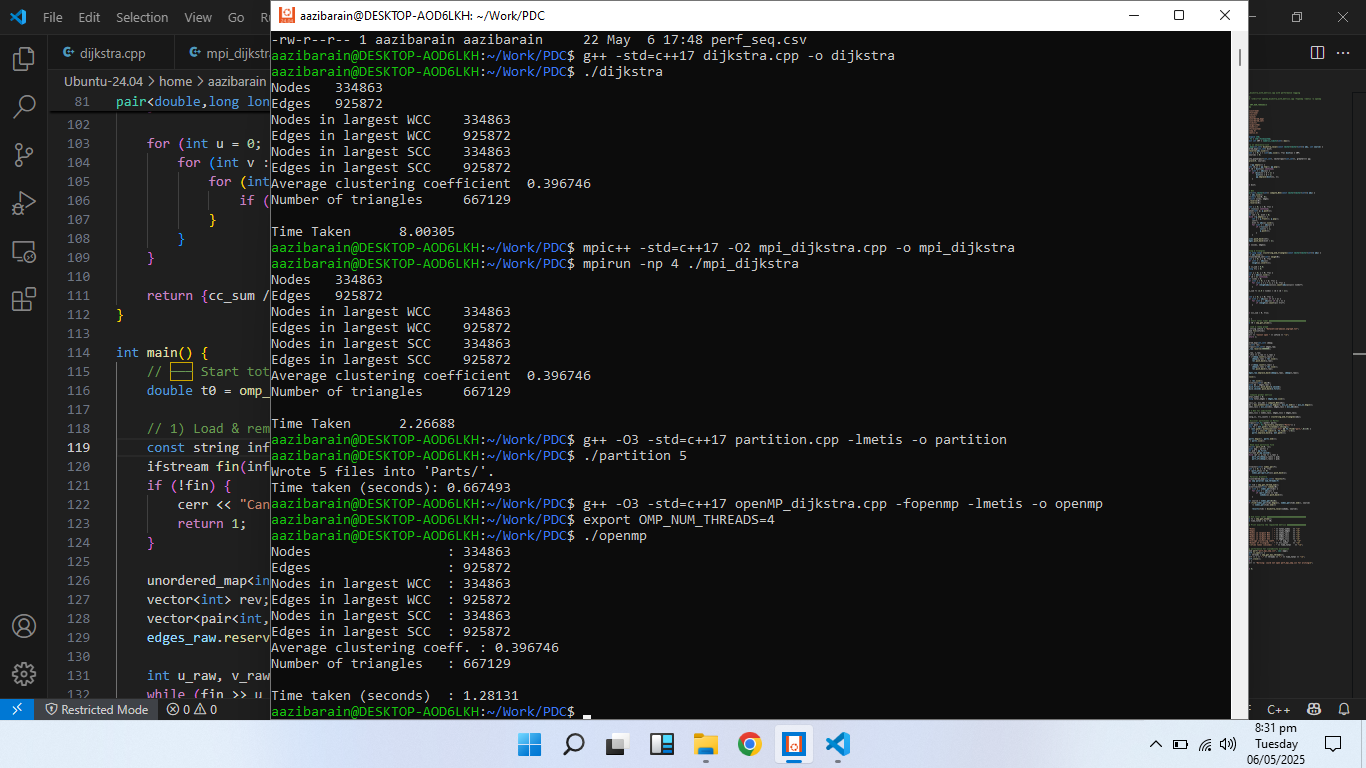 File Edit Selection View Go
aazibarain@DESKTOP-AOD6LKH: ~/Work/PDC
dijkstra.cpp
Ubuntu-24.04 > home > aazibarain
81 pair<double,long
102
103 for (int u = 0;
104 for (int v :
105 for (int
106 if (
107 }
108 }
109 }
110
111 return {cc_sum /
112 }
113
114 int main() {
115 // Start tot
116 double t0 = omp_
117
118 // 1) Load & rem
119 const string inf
120 ifstream fin(inf
121 if (!fin) {
122 cerr << "Can
123 return 1;
124 }
125
126 unordered_map<in
127 vector<int> rev;
128 vector<pair<int,
129 edges_raw.reserv
130
131 int u_raw, v_raw
132 while (fin >> u
-rw-r--r-- 1 aazibarain aazibarain 22 May 6 17:48 perf_seq.csv
aazibarain@DESKTOP-AOD6LKH:~/Work/PDC$ g++ -std=c++17 dijkstra.cpp -o dijkstra
aazibarain@DESKTOP-AOD6LKH:~/Work/PDC$ ./dijkstra
Nodes 334863
Edges 925872
Nodes in largest WCC 334863
Edges in largest WCC 925872
Nodes in largest SCC 334863
Edges in largest SCC 925872
Average clustering coefficient 0.396746
Number of triangles 667129
Time Taken 8.00305
aazibarain@DESKTOP-AOD6LKH:~/Work/PDC$ mpic++ -std=c++17 -O2 mpi_dijkstra.cpp -o mpi_dijkstra
aazibarain@DESKTOP-AOD6LKH:~/Work/PDC$ mpirun -np 4 ./mpi_dijkstra
Nodes 334863
Edges 925872
Nodes in largest WCC 334863
Edges in largest WCC 925872
Nodes in largest SCC 334863
Edges in largest SCC 925872
Average clustering coefficient 0.396746
Number of triangles 667129
Time Taken 2.26688
aazibarain@DESKTOP-AOD6LKH:~/Work/PDC$ g++ -O3 -std=c++17 partition.cpp -lmetis -o partition
aazibarain@DESKTOP-AOD6LKH:~/Work/PDC$ ./partition 5
Wrote 5 files into 'Parts/'.
Time taken (seconds): 0.667493
aazibarain@DESKTOP-AOD6LKH:~/Work/PDC$ g++ -O3 -std=c++17 openMP_dijkstra.cpp -fopenmp -lmetis -o openmp
aazibarain@DESKTOP-AOD6LKH:~/Work/PDC$ export OMP_NUM_THREADS=4
aazibarain@DESKTOP-AOD6LKH:~/Work/PDC$ ./openmp
Nodes : 334863
Edges : 925872
Nodes in largest WCC : 334863
Edges in largest WCC : 925872
Nodes in largest SCC : 334863
Edges in largest SCC : 925872
Average clustering coeff. : 0.396746
Number of triangles : 667129
Time taken (seconds) : 1.28131
aazibarain@DESKTOP-AOD6LKH:~/Work/PDC$
Restricted Mode 0 0
C++
8:31 pm
Tuesday
06/05/2025